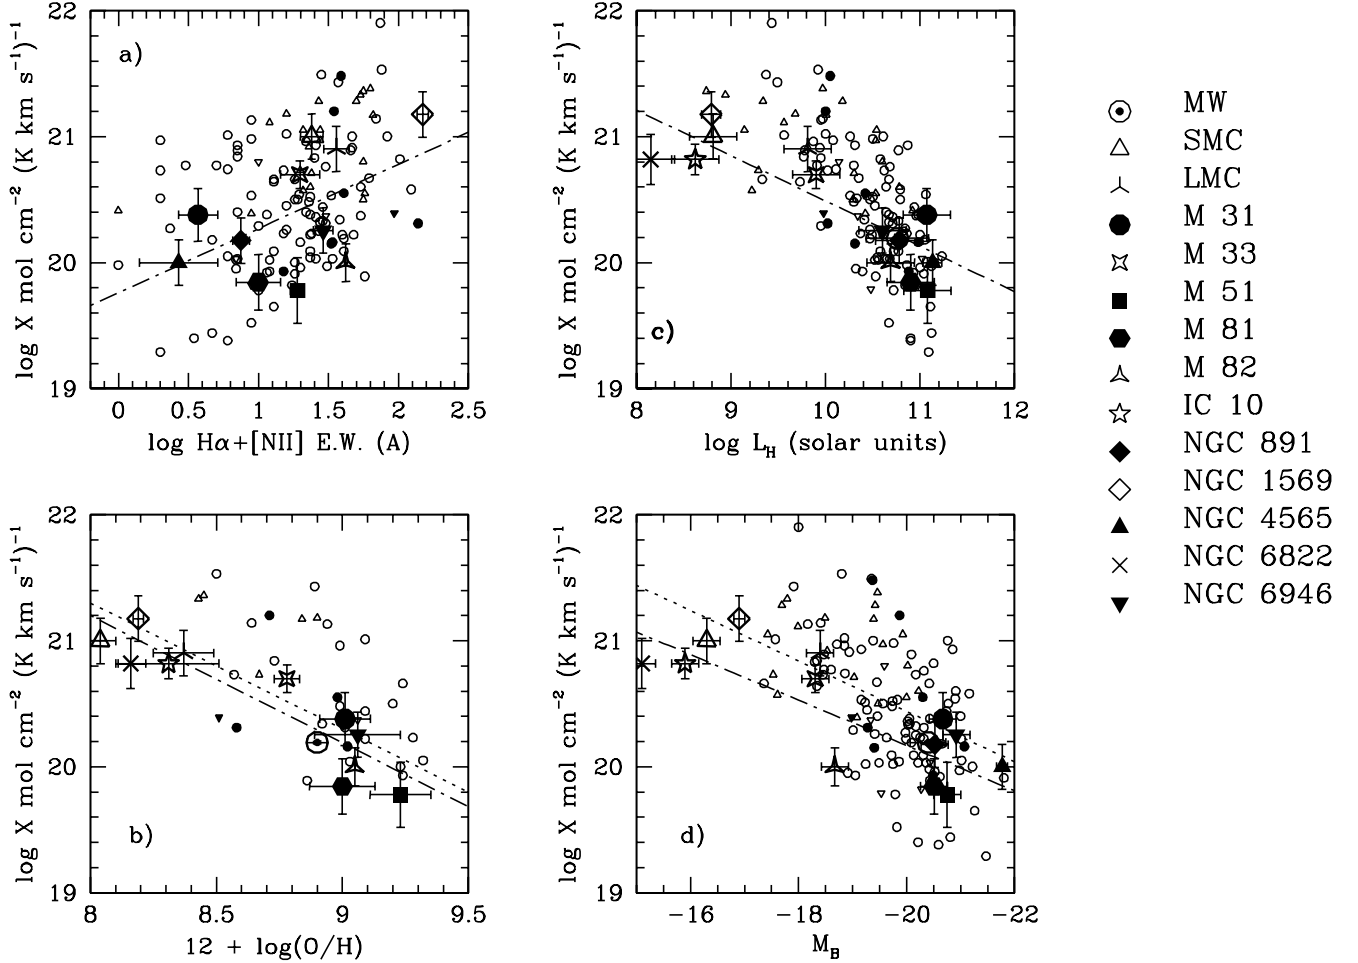 a)
22
21
20
19
log X mol cm⁻² (K km s⁻¹)⁻¹
0 0.5 1 1.5 2 2.5
log Hα+[NII] E.W. (A)
c)
22
21
20
19
log X mol cm⁻² (K km s⁻¹)⁻¹
8 9 10 11 12
log L_H (solar units)
b)
22
21
20
19
log X mol cm⁻² (K km s⁻¹)⁻¹
8 8.5 9 9.5
12 + log(O/H)
d)
22
21
20
19
log X mol cm⁻² (K km s⁻¹)⁻¹
-16 -18 -20 -22
M_B
MW
SMC
LMC
M 31
M 33
M 51
M 81
M 82
IC 10
NGC 891
NGC 1569
NGC 4565
NGC 6822
NGC 6946